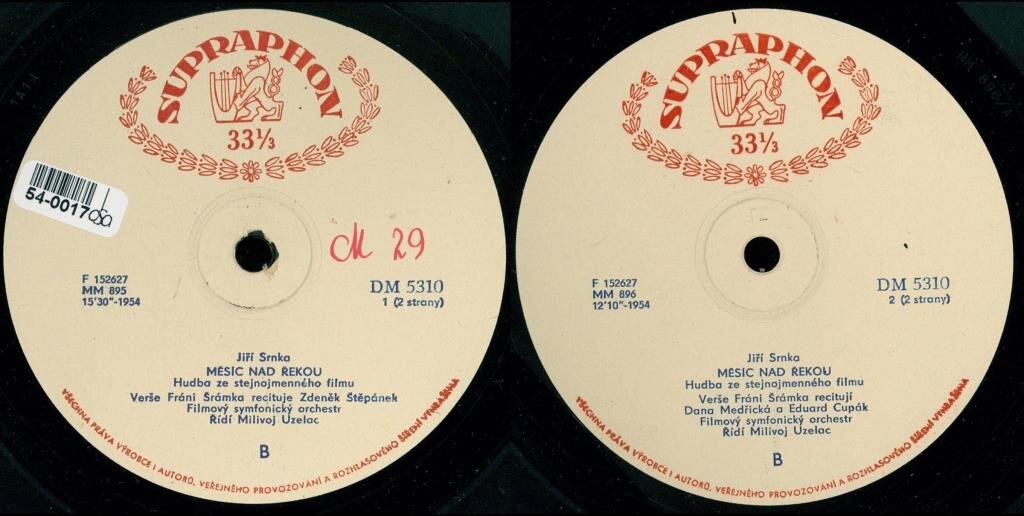 SUPRAPHON
33⅓
54-0017
M 29
F 152627
MM 895
15'30"-1954
DM 5310
1 (2 strany)
Jiří Srnka
MĚSÍC NAD ŘEKOU
Hudba ze stejnojmenného filmu
Verše Fráni Šrámka recituje Zdeněk Štěpánek
Filmový symfonický orchestr
Řídí Milivoj Uzelac
B
VŠECHNA PRÁVA VÝROBCE I AUTORŮ, VEŘEJNÉHO PROVOZOVÁNÍ A ROZHLASOVÉHO ŠÍŘENÍ VYHRAŽENA
SUPRAPHON
33⅓
MM 896/A
F 152627
MM 896
12'10"-1954
DM 5310
2 (2 strany)
Jiří Srnka
MĚSÍC NAD ŘEKOU
Hudba ze stejnojmenného filmu
Verše Fráni Šrámka recitují
Dana Medřická a Eduard Cupák
Filmový symfonický orchestr
Řídí Milivoj Uzelac
B
VŠECHNA PRÁVA VÝROBCE I AUTORŮ, VEŘEJNÉHO PROVOZOVÁNÍ A ROZHLASOVÉHO ŠÍŘENÍ VYHRAŽENA